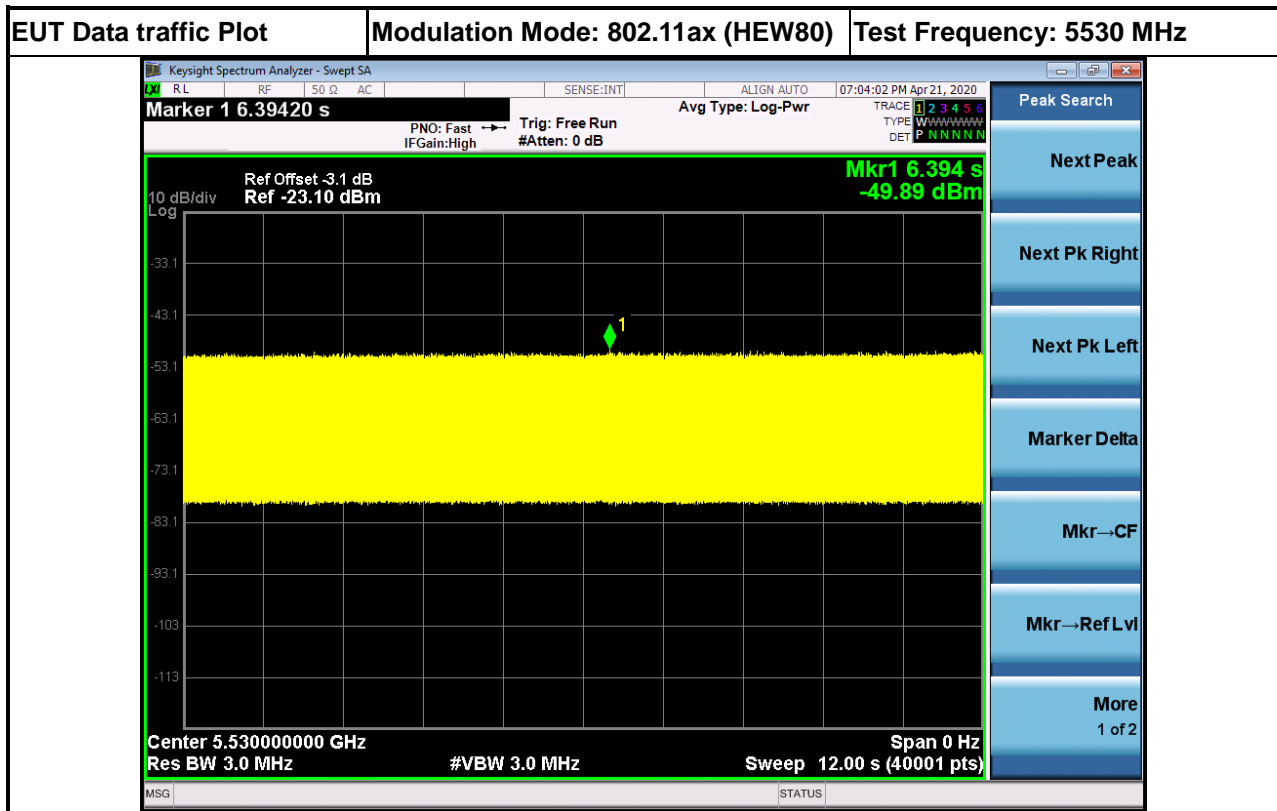 EUT Data traffic Plot Modulation Mode: 802.11ax (HEW80) Test Frequency: 5530 MHz
Keysight Spectrum Analyzer - Swept SA
LXI RL RF 50 Ω AC SENSE:INT ALIGN AUTO 07:04:02 PM Apr 21, 2020
Marker 1 6.39420 s
PNO: Fast
IFGain:High
Trig: Free Run
#Atten: 0 dB
Avg Type: Log-Pwr
TRACE 1 2 3 4 5 6
TYPE WWWWWW
DET P N N N N N
Mkr1 6.394 s
-49.89 dBm
Ref Offset -3.1 dB
10 dB/div Ref -23.10 dBm
Log
1
-33.1
-43.1
-53.1
-63.1
-73.1
-83.1
-93.1
-103
-113
Center 5.530000000 GHz Span 0 Hz
Res BW 3.0 MHz #VBW 3.0 MHz Sweep 12.00 s (40001 pts)
MSG STATUS
Peak Search
Next Peak
Next Pk Right
Next Pk Left
Marker Delta
Mkr→CF
Mkr→Ref Lvl
More
1 of 2